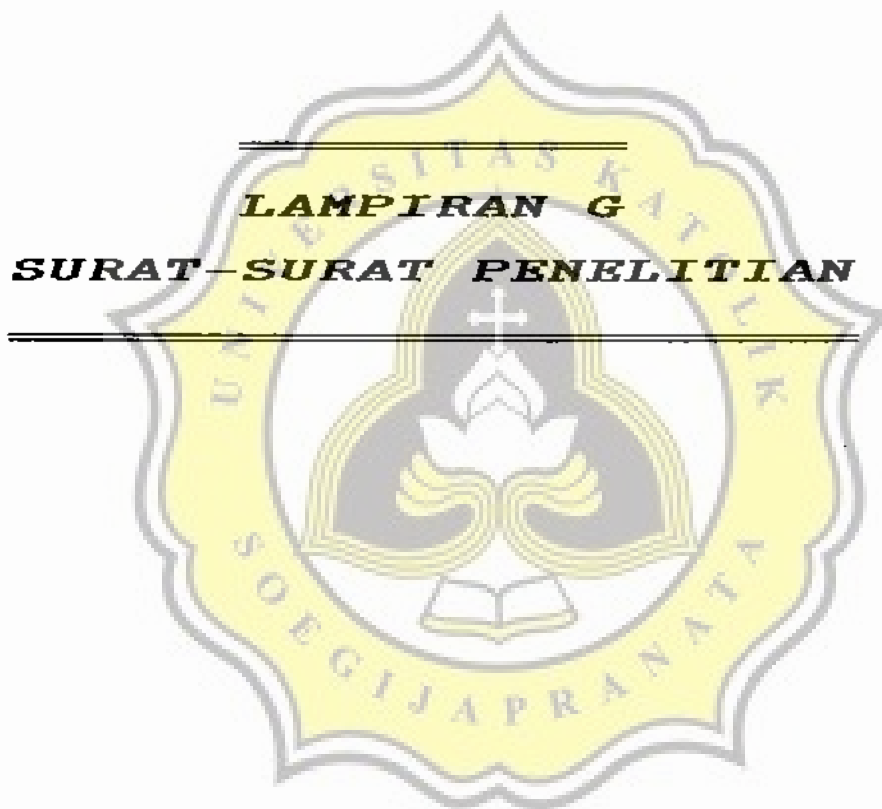 LAMPIRAN G
SURAT-SURAT PENELITIAN
UNIVERSITAS KATOLIK
SOEGIJAPRANATA